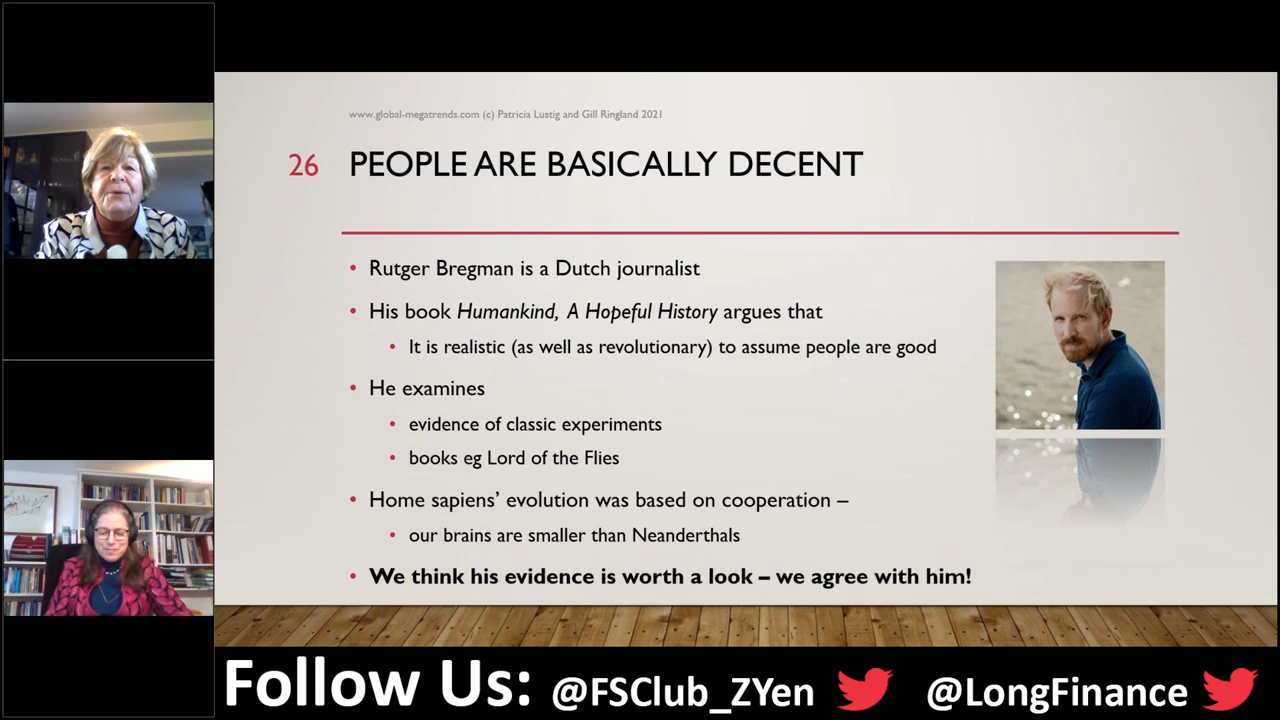 www.global-megatrends.com (c) Patricia Lustig and Gill Ringland 2021
26 PEOPLE ARE BASICALLY DECENT
• Rutger Bregman is a Dutch journalist
• His book Humankind, A Hopeful History argues that
• It is realistic (as well as revolutionary) to assume people are good
• He examines
• evidence of classic experiments
• books eg Lord of the Flies
• Home sapiens’ evolution was based on cooperation –
• our brains are smaller than Neanderthals
• We think his evidence is worth a look – we agree with him!
Follow Us: @FSClub_ZYen @LongFinance